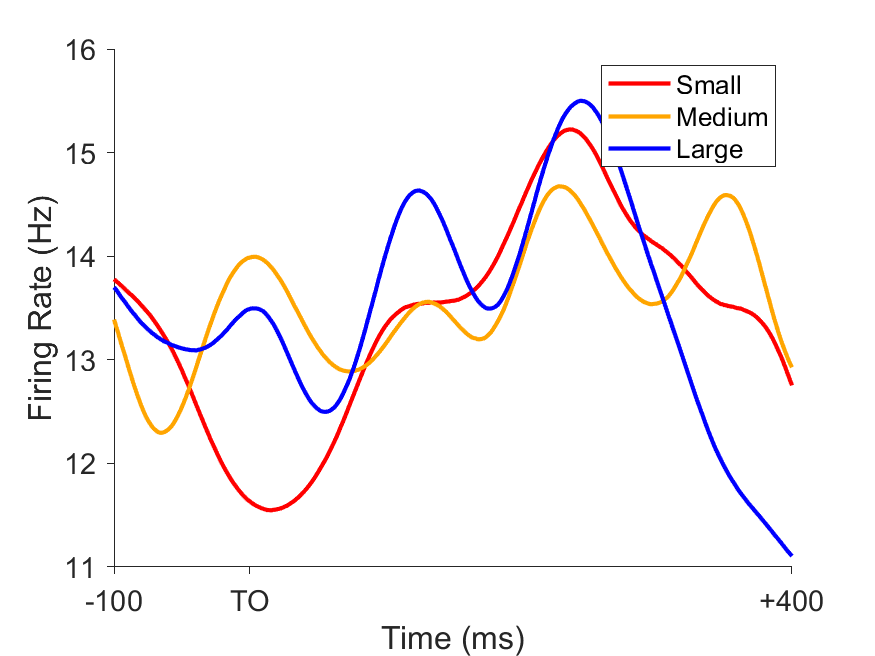 16
15
14
13
12
11
Firing Rate (Hz)
Small
Medium
Large
-100 TO +400
Time (ms)